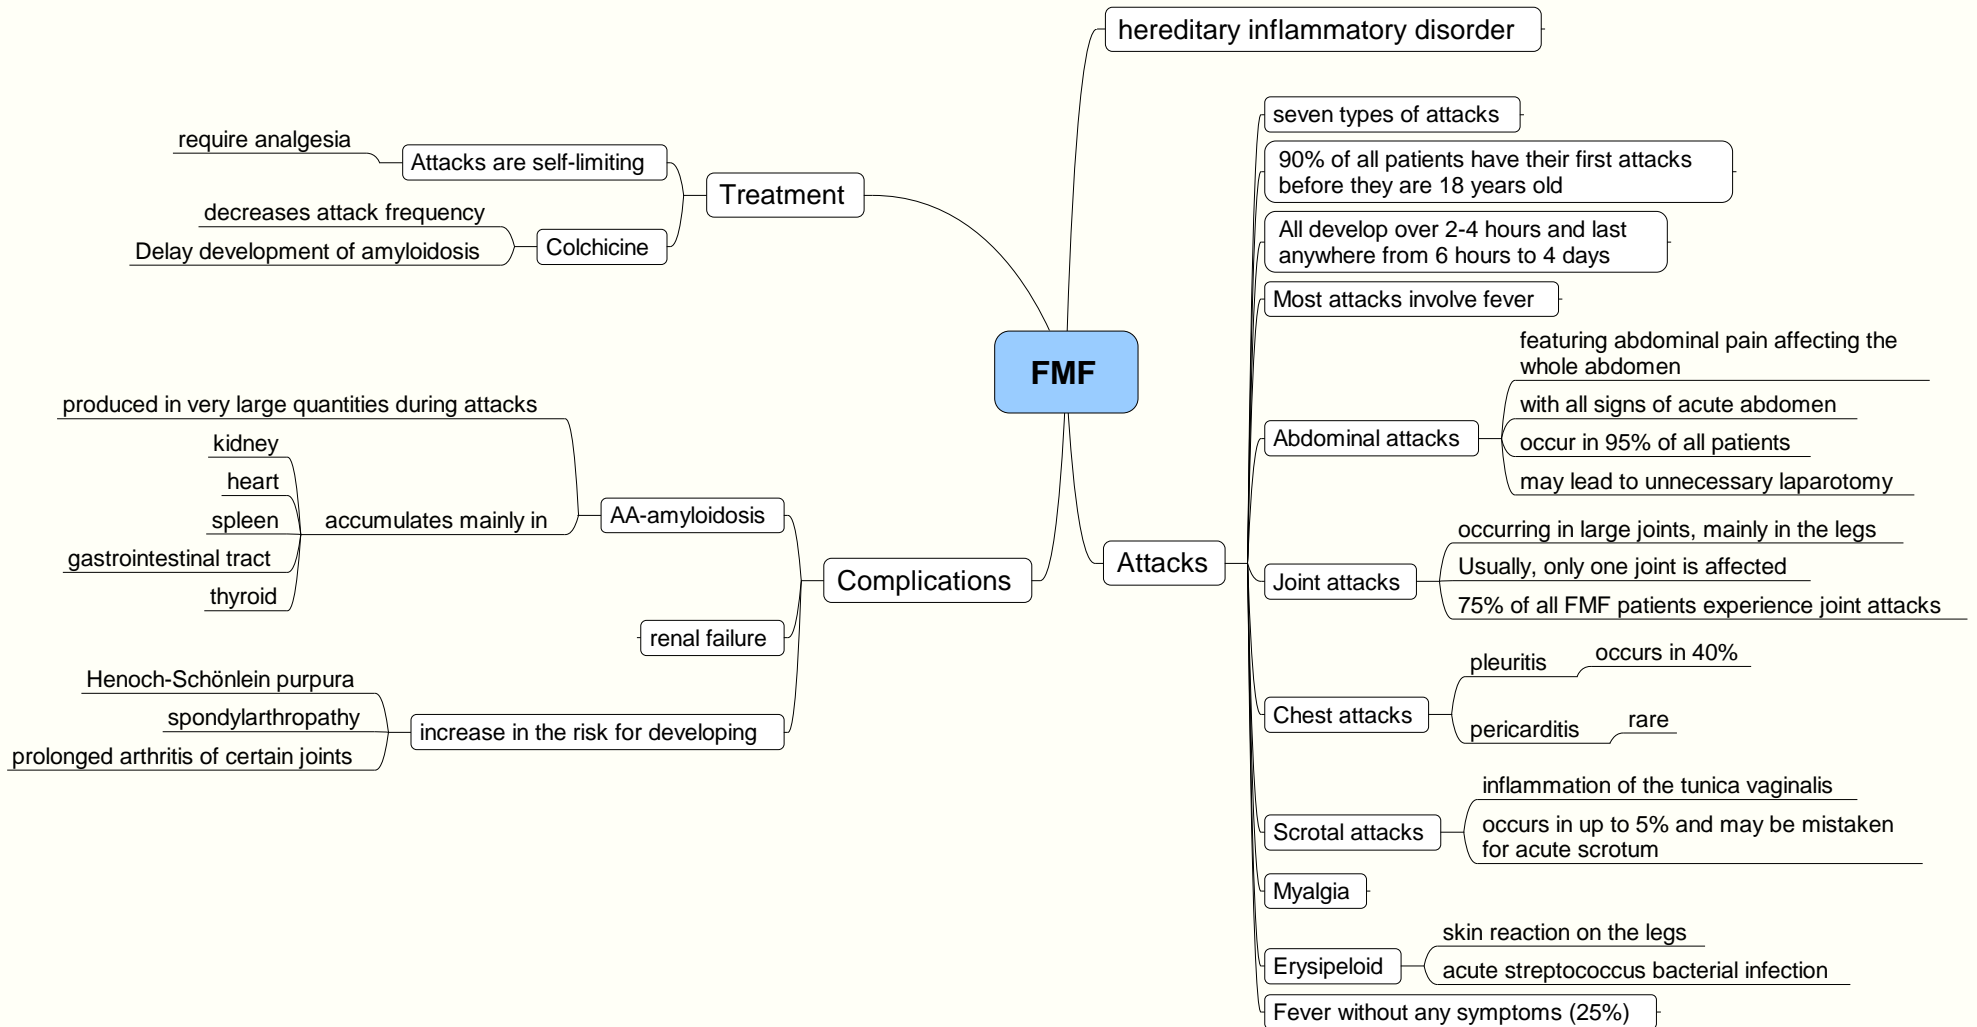 FMF
hereditary inflammatory disorder
Attacks
seven types of attacks
90% of all patients have their first attacks
before they are 18 years old
All develop over 2-4 hours and last
anywhere from 6 hours to 4 days
Most attacks involve fever
Abdominal attacks
featuring abdominal pain affecting the
whole abdomen
with all signs of acute abdomen
occur in 95% of all patients
may lead to unnecessary laparotomy
Joint attacks
occurring in large joints, mainly in the legs
Usually, only one joint is affected
75% of all FMF patients experience joint attacks
Chest attacks
pleuritis
occurs in 40%
pericarditis
rare
Scrotal attacks
inflammation of the tunica vaginalis
occurs in up to 5% and may be mistaken
for acute scrotum
Myalgia
Erysipeloid
skin reaction on the legs
acute streptococcus bacterial infection
Fever without any symptoms (25%)
Treatment
Attacks are self-limiting
require analgesia
Colchicine
decreases attack frequency
Delay development of amyloidosis
Complications
AA-amyloidosis
produced in very large quantities during attacks
accumulates mainly in
kidney
heart
spleen
gastrointestinal tract
thyroid
renal failure
increase in the risk for developing
Henoch-Schönlein purpura
spondylarthropathy
prolonged arthritis of certain joints